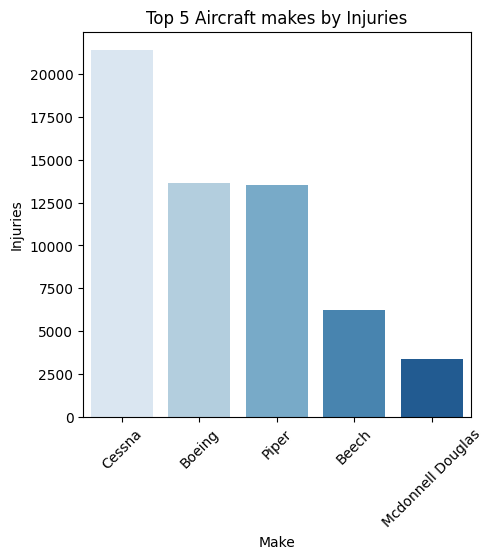 Top 5 Aircraft makes by Injuries
Injuries
20000
17500
15000
12500
10000
7500
5000
2500
0
Cessna
Boeing
Piper
Beech
Mcdonnell Douglas
Make